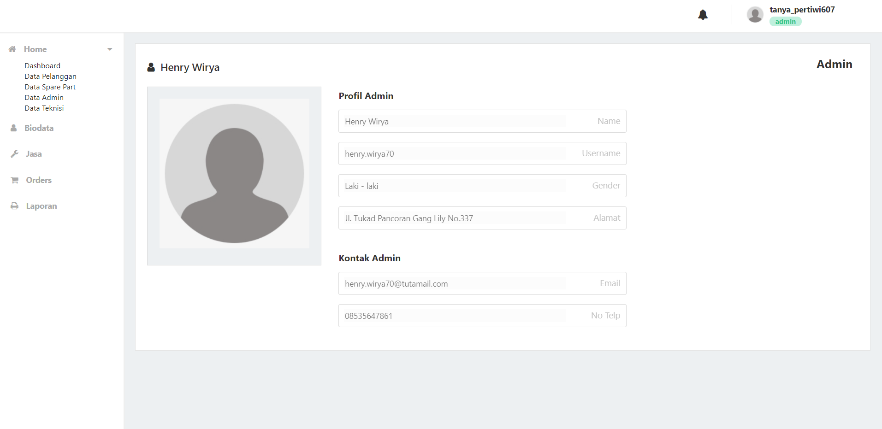 tanya_pertiwi607
admin
Home
Dashboard
Data Pelanggan
Data Spare Part
Data Admin
Data Teknisi
Biodata
Jasa
Orders
Laporan
Henry Wirya
Admin
Profil Admin
Henry Wirya Name
henry.wirya70 Username
Laki - laki Gender
Jl. Tukad Pancoran Gang Lily No.337 Alamat
Kontak Admin
henry.wirya70@tutamail.com Email
08535647861 No Telp